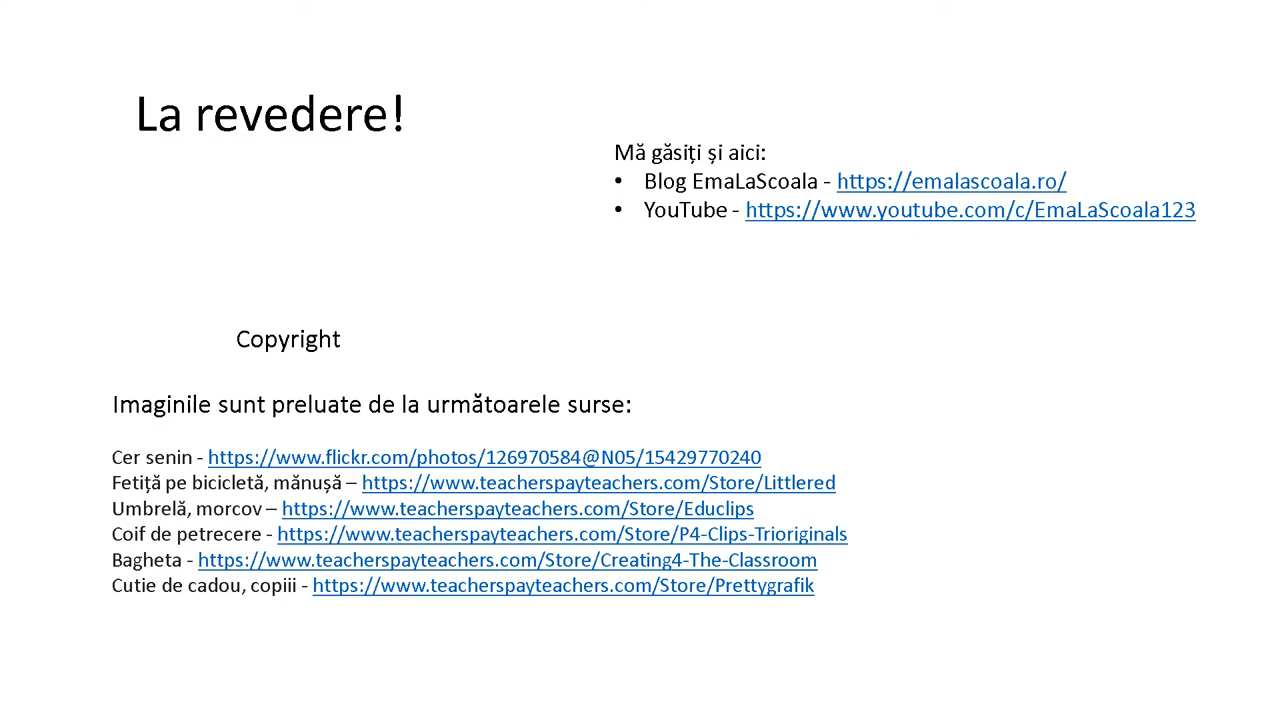 La revedere!
Mă găsiți și aici:
• Blog EmaLaScoala - https://emalascoala.ro/
• YouTube - https://www.youtube.com/c/EmaLaScoala123
Copyright
Imaginile sunt preluate de la următoarele surse:
Cer senin - https://www.flickr.com/photos/126970584@N05/15429770240
Fetiță pe bicicletă, mănușă – https://www.teacherspayteachers.com/Store/Littlered
Umbrelă, morcov – https://www.teacherspayteachers.com/Store/Educlips
Coif de petrecere - https://www.teacherspayteachers.com/Store/P4-Clips-Trioriginals
Bagheta - https://www.teacherspayteachers.com/Store/Creating4-The-Classroom
Cutie de cadou, copiii - https://www.teacherspayteachers.com/Store/Prettygrafik